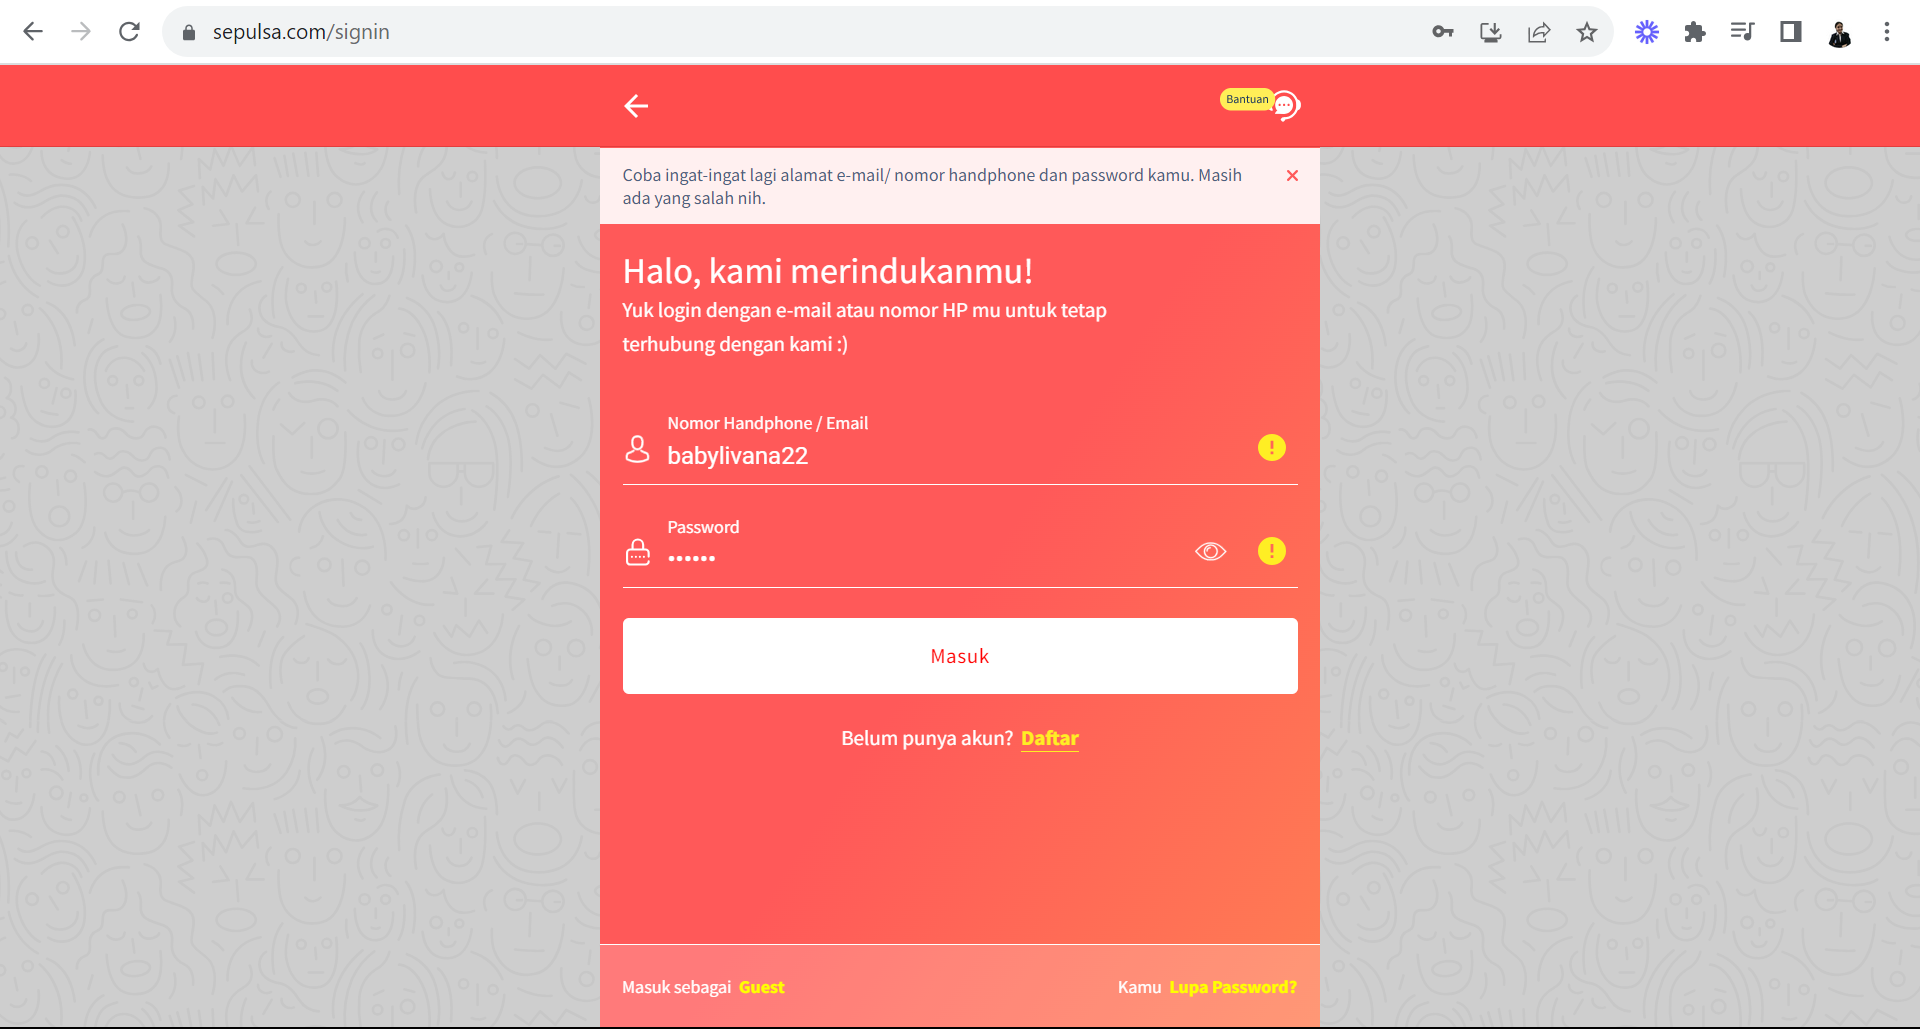 sepulsa.com/signin
Bantuan
Coba ingat-ingat lagi alamat e-mail/ nomor handphone dan password kamu. Masih
ada yang salah nih.
Halo, kami merindukanmu!
Yuk login dengan e-mail atau nomor HP mu untuk tetap
terhubung dengan kami :)
Nomor Handphone / Email
babylivana22
Password
••••••
Masuk
Belum punya akun? Daftar
Masuk sebagai Guest
Kamu Lupa Password?